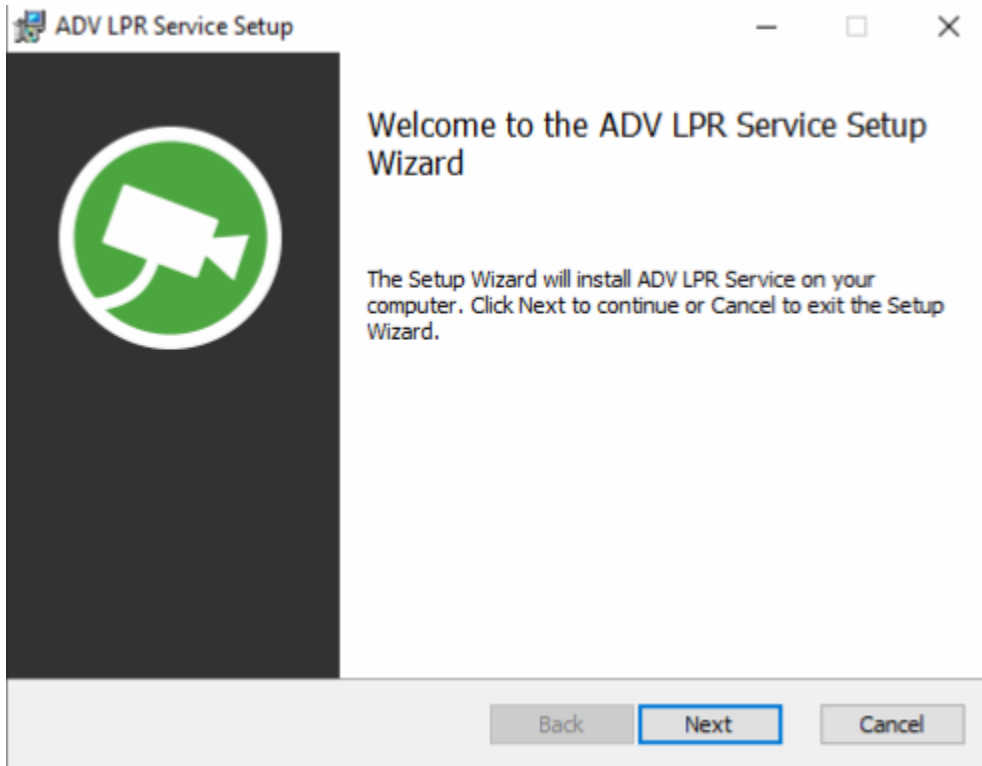 ADV LPR Service Setup
Welcome to the ADV LPR Service Setup
Wizard
The Setup Wizard will install ADV LPR Service on your
computer. Click Next to continue or Cancel to exit the Setup
Wizard.
Back Next Cancel